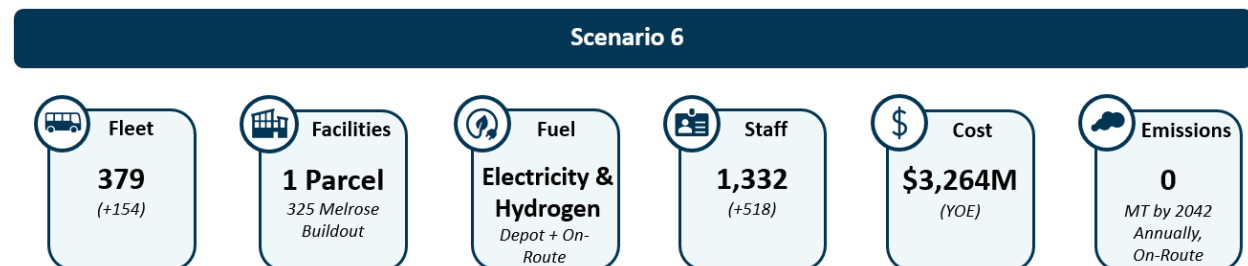 Scenario 6
Fleet
379
(+154)
Facilities
1 Parcel
325 Melrose
Buildout
Fuel
Electricity &
Hydrogen
Depot + On-
Route
Staff
1,332
(+518)
$
Cost
$3,264M
(YOE)
Emissions
0
MT by 2042
Annually,
On-Route